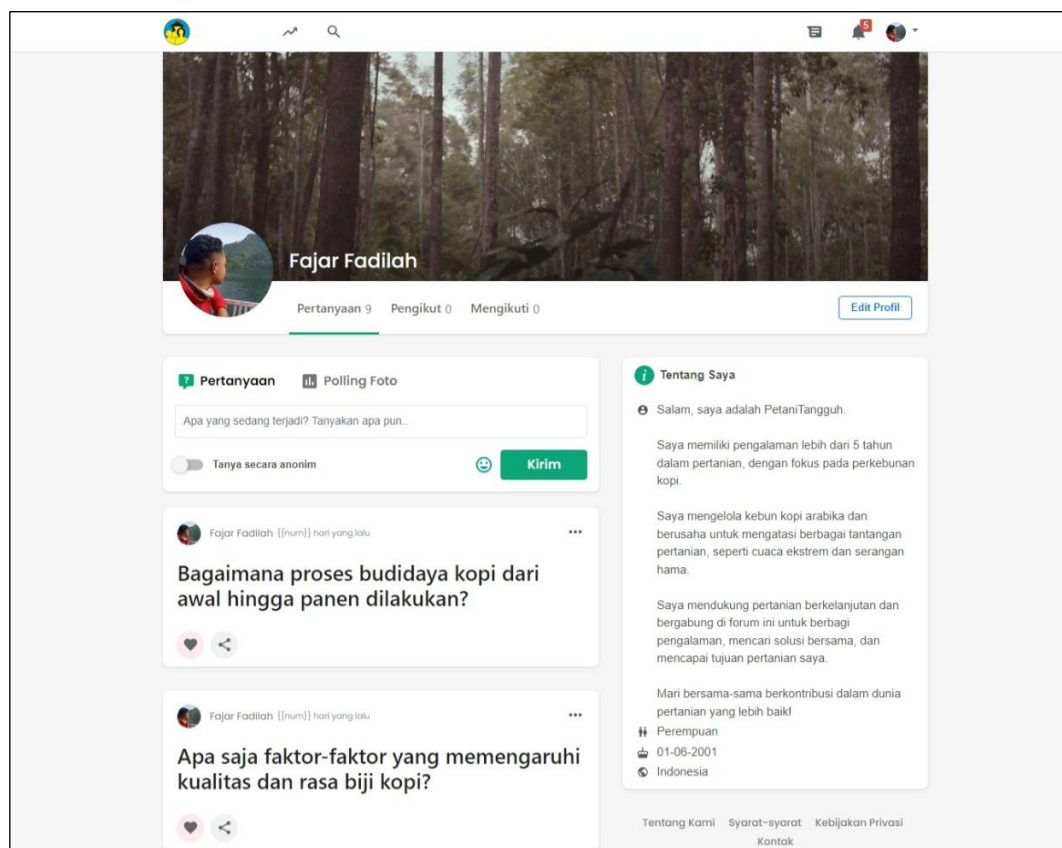 5
Fajar Fadilah
Pertanyaan 9 Pengikut 0 Mengikuti 0
Edit Profil
Pertanyaan Polling Foto
Apa yang sedang terjadi? Tanyakan apa pun..
Tanya secara anonim
Kirim
Fajar Fadilah {{num}} hari yang lalu
Bagaimana proses budidaya kopi dari
awal hingga panen dilakukan?
Fajar Fadilah {{num}} hari yang lalu
Apa saja faktor-faktor yang memengaruhi
kualitas dan rasa biji kopi?
Tentang Saya
Salam, saya adalah PetaniTangguh.
Saya memiliki pengalaman lebih dari 5 tahun
dalam pertanian, dengan fokus pada perkebunan
kopi.
Saya mengelola kebun kopi arabika dan
berusaha untuk mengatasi berbagai tantangan
pertanian, seperti cuaca ekstrem dan serangan
hama.
Saya mendukung pertanian berkelanjutan dan
bergabung di forum ini untuk berbagi
pengalaman, mencari solusi bersama, dan
mencapai tujuan pertanian saya.
Mari bersama-sama berkontribusi dalam dunia
pertanian yang lebih baik!
Perempuan
01-06-2001
Indonesia
Tentang Kami Syarat-syarat Kebijakan Privasi
Kontak